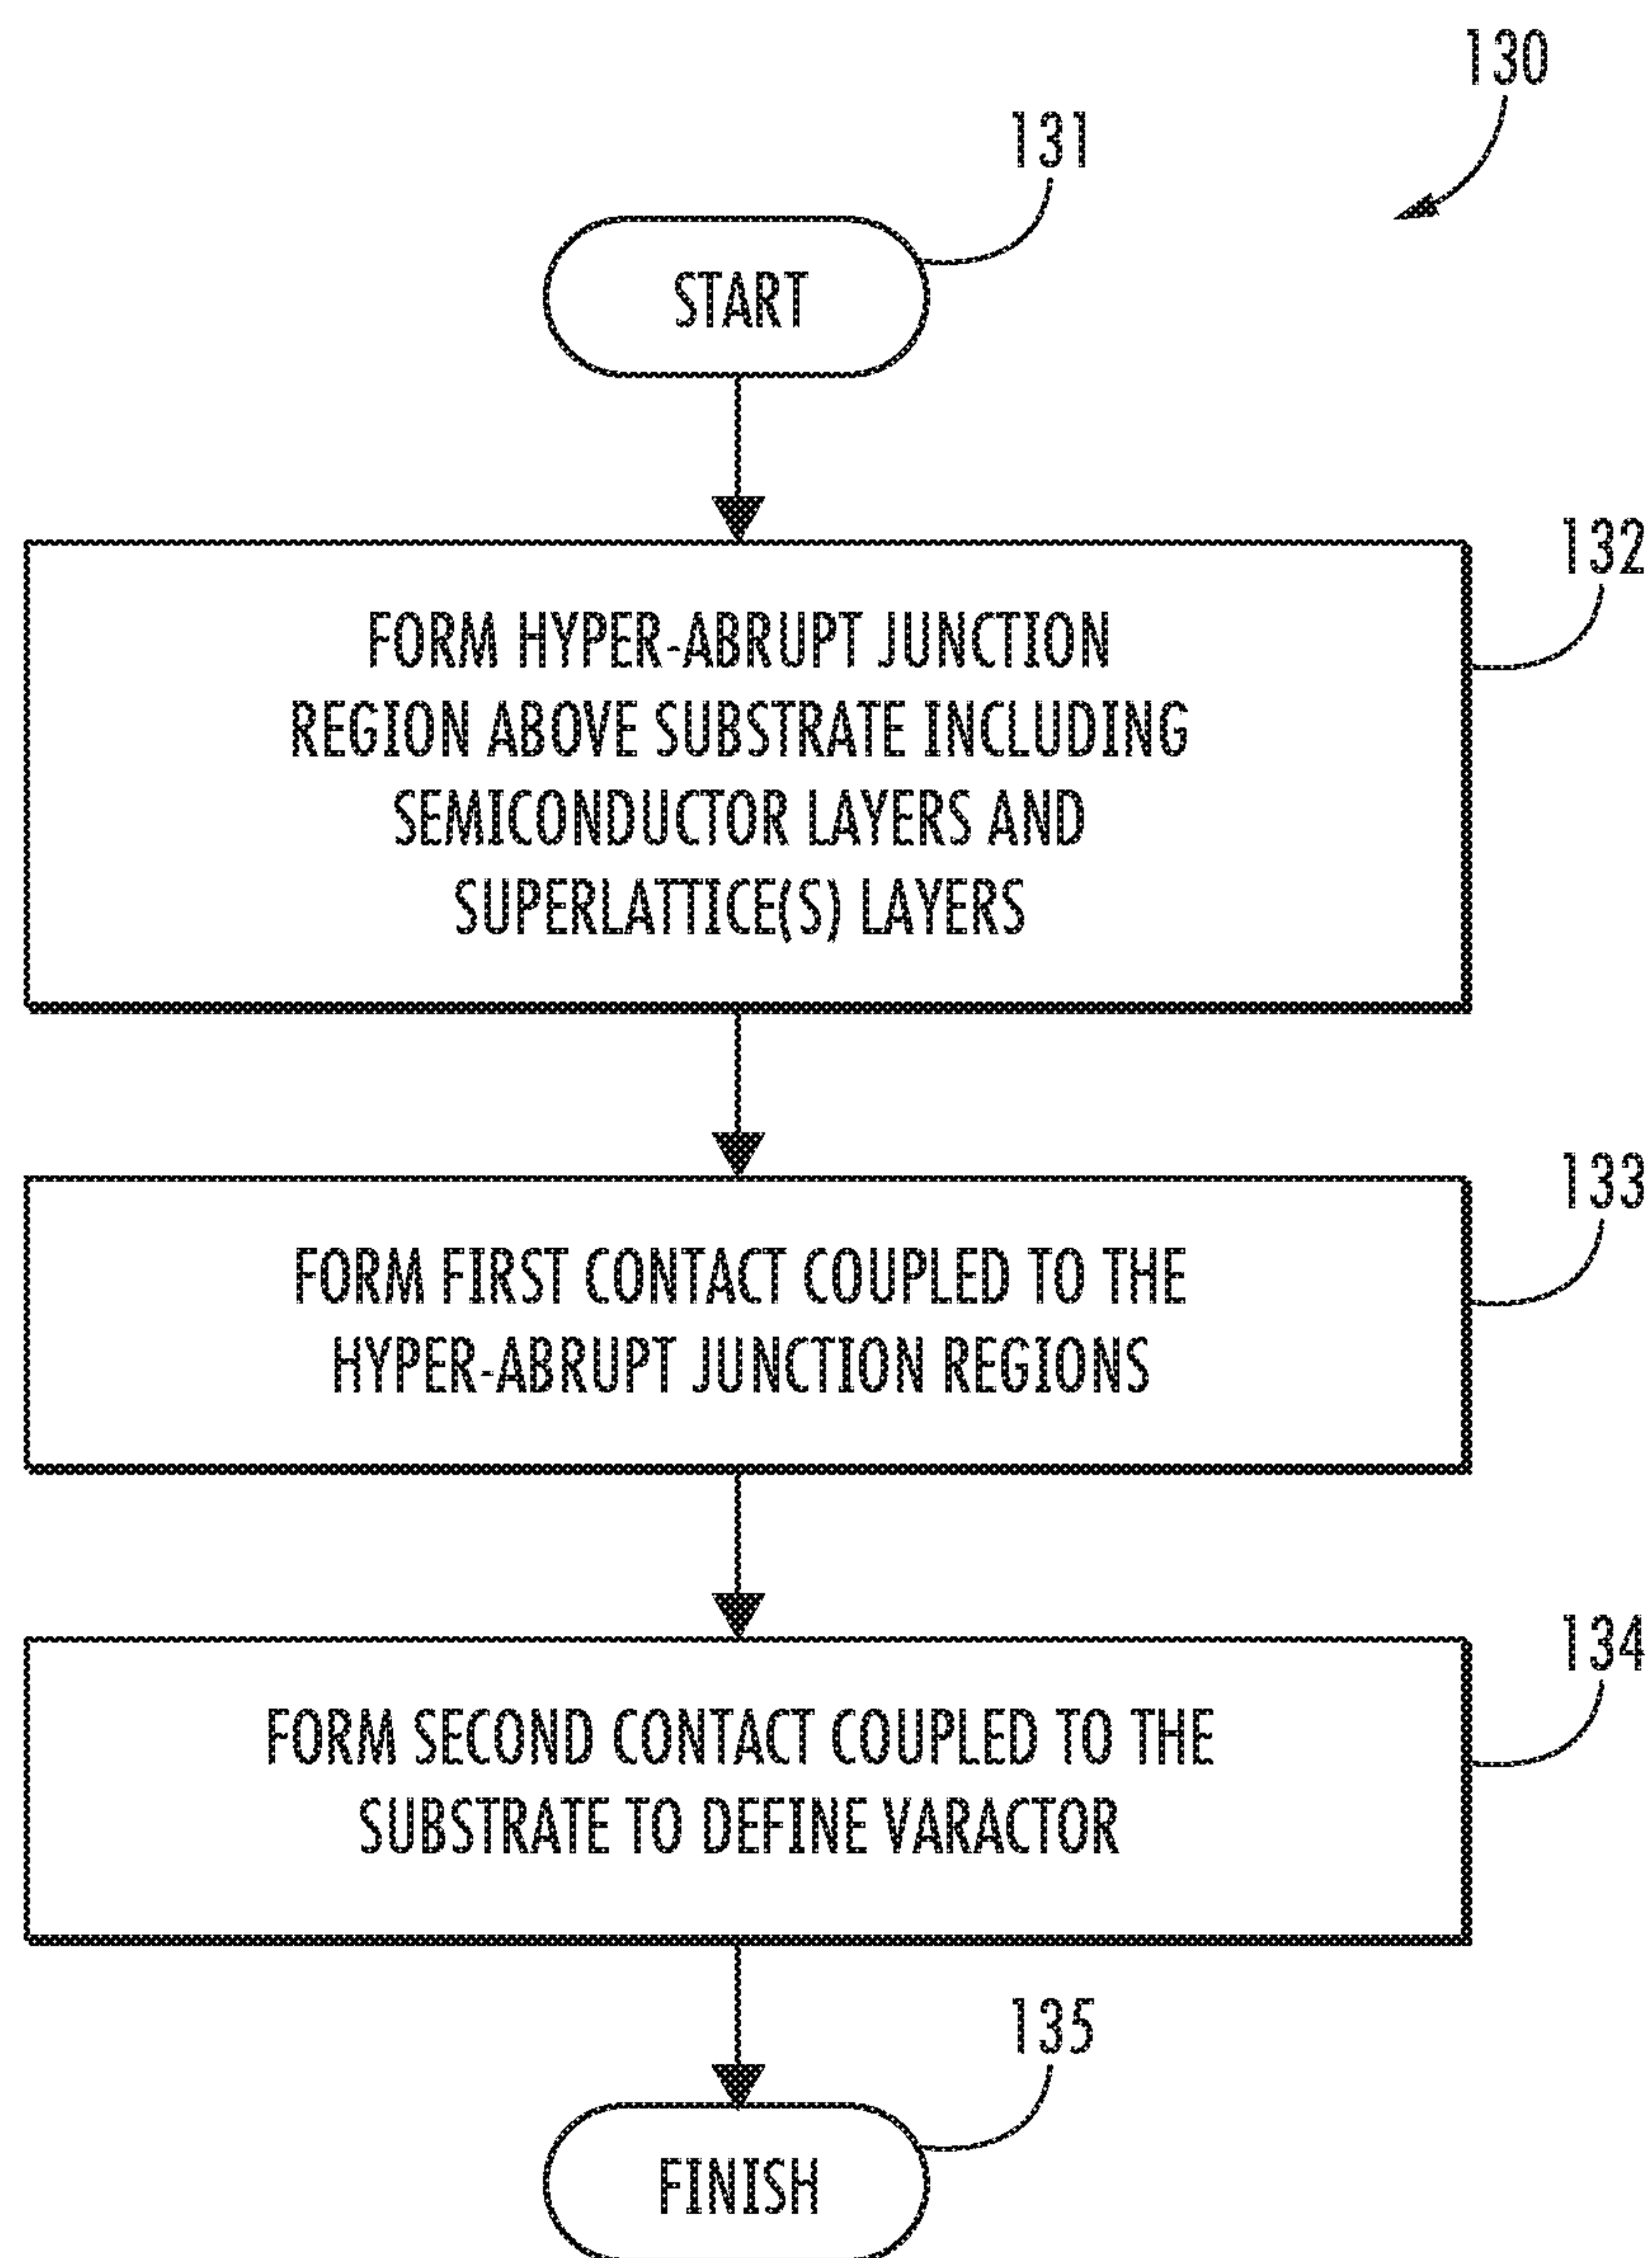 130
131
START
132
FORM HYPER-ABRUPT JUNCTION
REGION ABOVE SUBSTRATE INCLUDING
SEMICONDUCTOR LAYERS AND
SUPERLATTICE(S) LAYERS
133
FORM FIRST CONTACT COUPLED TO THE
HYPER-ABRUPT JUNCTION REGIONS
134
FORM SECOND CONTACT COUPLED TO THE
SUBSTRATE TO DEFINE VARACTOR
135
FINISH